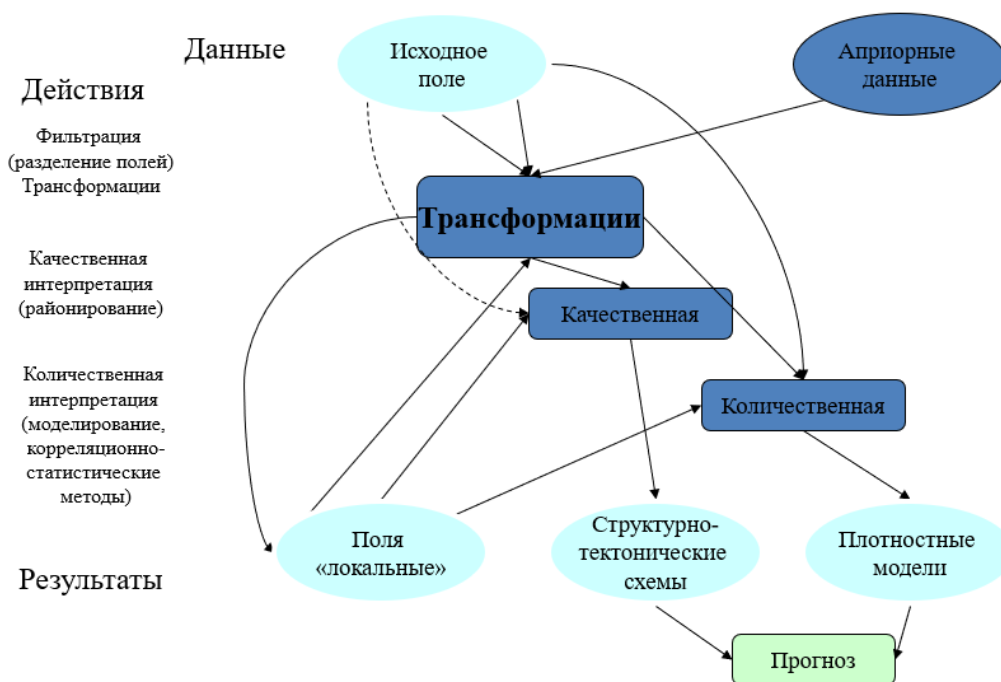 Данные
Исходное
поле
Априорные
данные
Действия
Фильтрация
(разделение полей)
Трансформации
Трансформации
Качественная
интерпретация
(районирование)
Качественная
Количественная
интерпретация
(моделирование,
корреляционно-
статистические
методы)
Количественная
Поля
«локальные»
Структурно-
тектонические
схемы
Плотностные
модели
Результаты
Прогноз